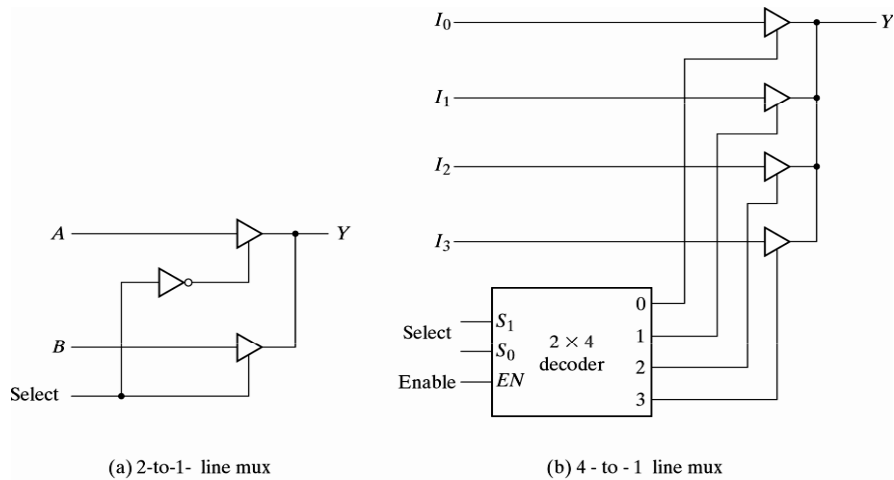 A
B
Select
Y
(a) 2-to-1- line mux
I0
I1
I2
I3
Y
Select
Enable
S1
S0
EN
2 × 4
decoder
0
1
2
3
(b) 4 - to - 1 line mux